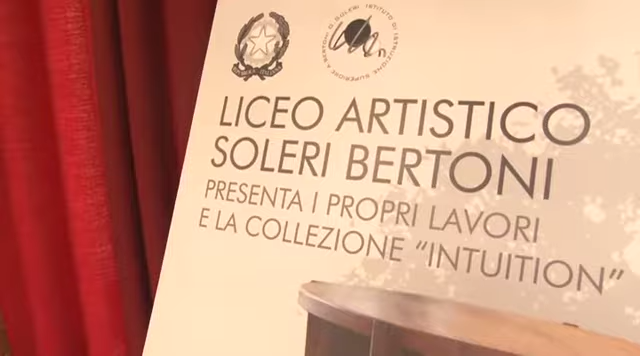 LICEO ARTISTICO
SOLERI BERTONI
PRESENTA I PROPRI LAVORI
E LA COLLEZIONE “INTUITION”